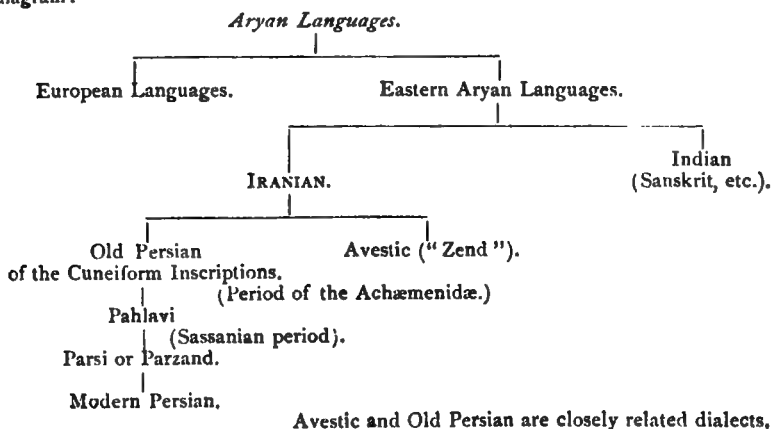 Aryan Languages.
European Languages. Eastern Aryan Languages.
Indian
IRANIAN. (Sanskrit, etc.).
Old Persian Avestic (“Zend”).
of the Cuneiform Inscriptions.
(Period of the Achæmenidæ.)
Pahlavi
(Sassanian period).
Parsi or Parzand.
Modern Persian.
Avestic and Old Persian are closely related dialects.